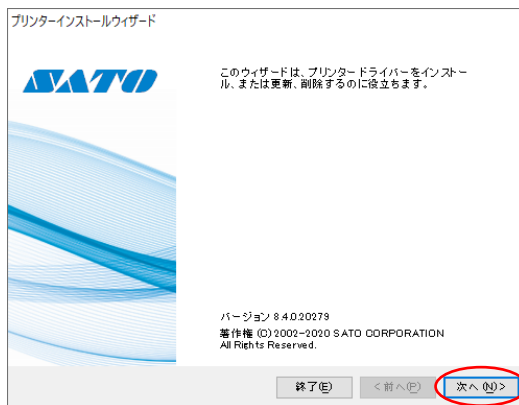 プリンターインストールウィザード
SATO
このウィザードは、プリンタードライバーをインストー
ル、または更新、削除するのに役立ちます。
バージョン 8.4.0.20279
著作権 (C) 2002-2020 SATO CORPORATION
All Rights Reserved.
終了(E)
<前へ(P)
次へ(N)>